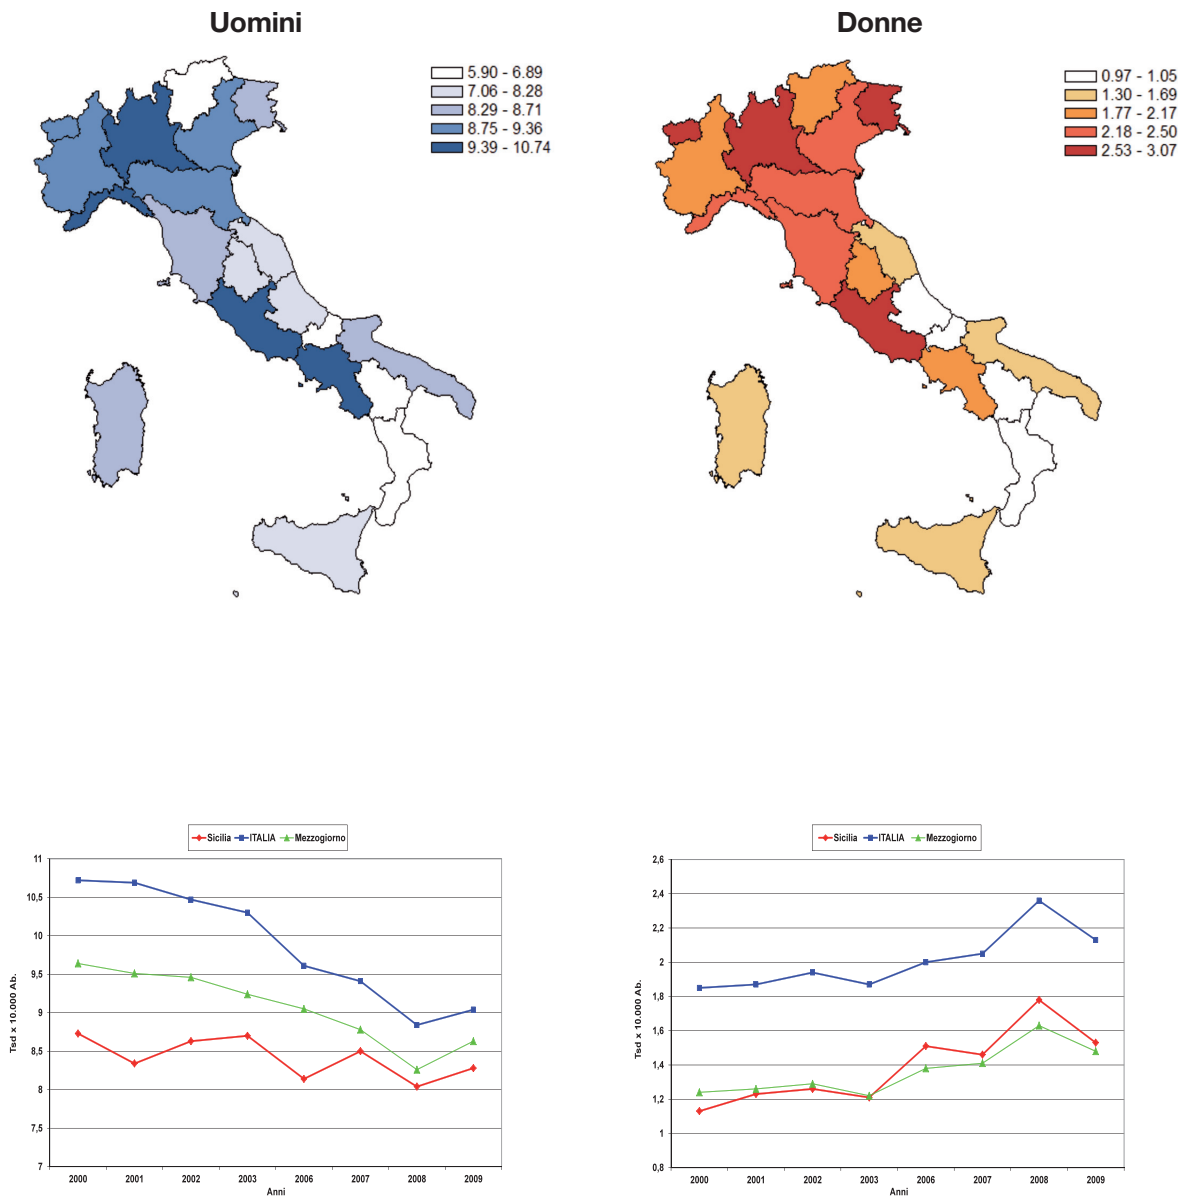 Uomini
5.90 - 6.89
7.06 - 8.28
8.29 - 8.71
8.75 - 9.36
9.39 - 10.74
Donne
0.97 - 1.05
1.30 - 1.69
1.77 - 2.17
2.18 - 2.50
2.53 - 3.07
Sicilia ITALIA Mezzogiorno
11
10,5
10
9,5
9
8,5
8
7,5
7
Tsd x 10.000 Ab.
2000 2001 2002 2003 2006 2007 2008 2009
Anni
Sicilia ITALIA Mezzogiorno
2,6
2,4
2,2
2
1,8
1,6
1,4
1,2
1
0,8
Tsd x 10.000 Ab.
2000 2001 2002 2003 2006 2007 2008 2009
Anni